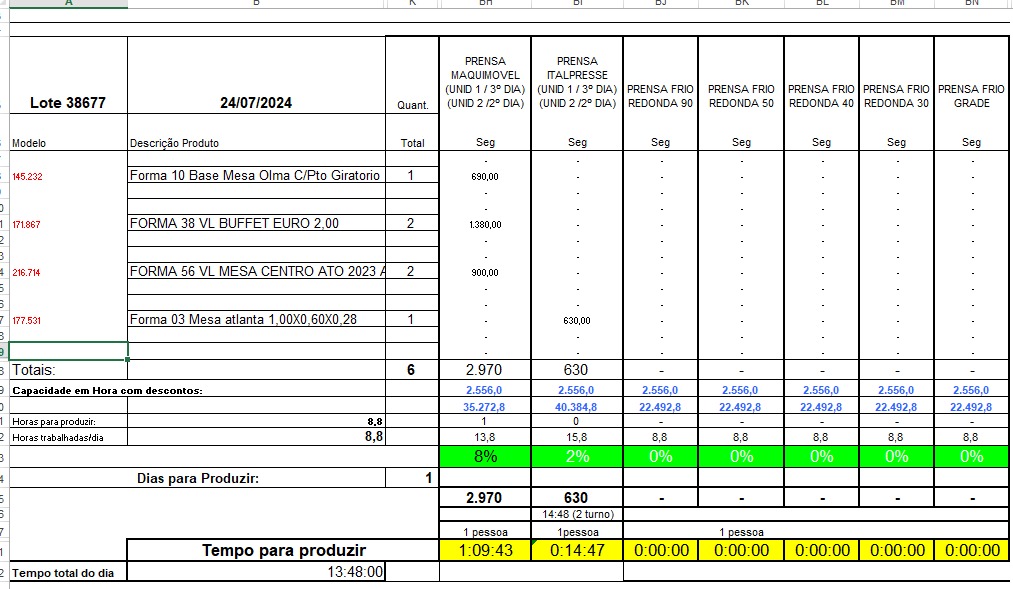 A B K BH BI BJ BK BL BM BN
Lote 38677 24/07/2024 Quant. PRENSA MAQUIMOVEL (UNID 1 / 3º DIA) (UNID 2 /2º DIA) PRENSA ITALPRESSE (UNID 1 / 3º DIA) (UNID 2 /2º DIA) PRENSA FRIO REDONDA 90 PRENSA FRIO REDONDA 50 PRENSA FRIO REDONDA 40 PRENSA FRIO REDONDA 30 PRENSA FRIO GRADE
Modelo Descrição Produto Total Seg Seg Seg Seg Seg Seg Seg
- - - - - - -
145.232 Forma 10 Base Mesa Olma C/Pto Giratorio 1 690,00 - - - - - -
- - - - - - -
- - - - - - -
171.867 FORMA 38 VL BUFFET EURO 2,00 2 1.380,00 - - - - - -
- - - - - - -
- - - - - - -
216.714 FORMA 56 VL MESA CENTRO ATO 2023 A 2 900,00 - - - - - -
- - - - - - -
- - - - - - -
177.531 Forma 03 Mesa atlanta 1,00X0,60X0,28 1 - 630,00 - - - - -
- - - - - - -
- - - - - - -
Totais: 6 2.970 630 - - - - -
Capacidade em Hora com descontos: 2.556,0 2.556,0 2.556,0 2.556,0 2.556,0 2.556,0 2.556,0
35.272,8 40.384,8 22.492,8 22.492,8 22.492,8 22.492,8 22.492,8
Horas para produzir: 8,8 1 0 - - - - -
Horas trabalhadas/dia 8,8 13,8 15,8 8,8 8,8 8,8 8,8 8,8
8% 2% 0% 0% 0% 0% 0%
Dias para Produzir: 1
2.970 630 - - - - -
14:48 (2 turno)
1 pessoa 1pessoa 1 pessoa
Tempo para produzir 1:09:43 0:14:47 0:00:00 0:00:00 0:00:00 0:00:00 0:00:00
Tempo total do dia 13:48:00